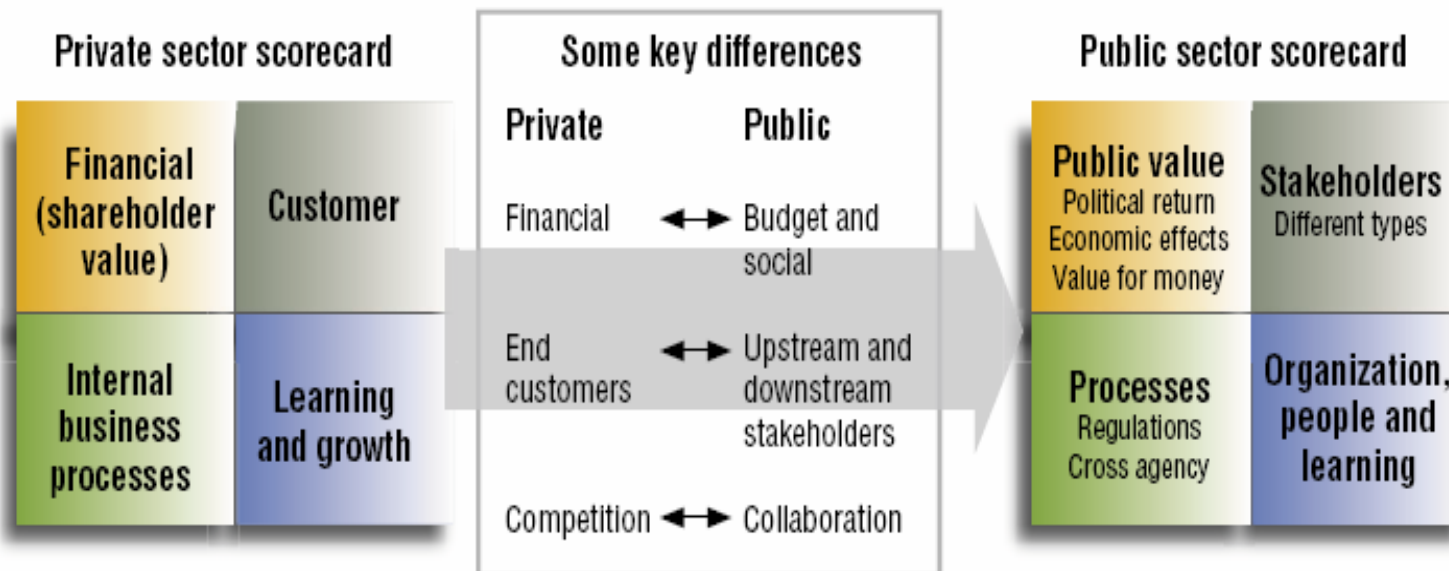 Private sector scorecard
Financial
(shareholder
value)
Customer
Internal
business
processes
Learning
and growth
Some key differences
Private Public
Financial Budget and
social
End Upstream and
customers downstream
stakeholders
Competition Collaboration
Public sector scorecard
Public value
Political return
Economic effects
Value for money
Stakeholders
Different types
Processes
Regulations
Cross agency
Organization,
people and
learning